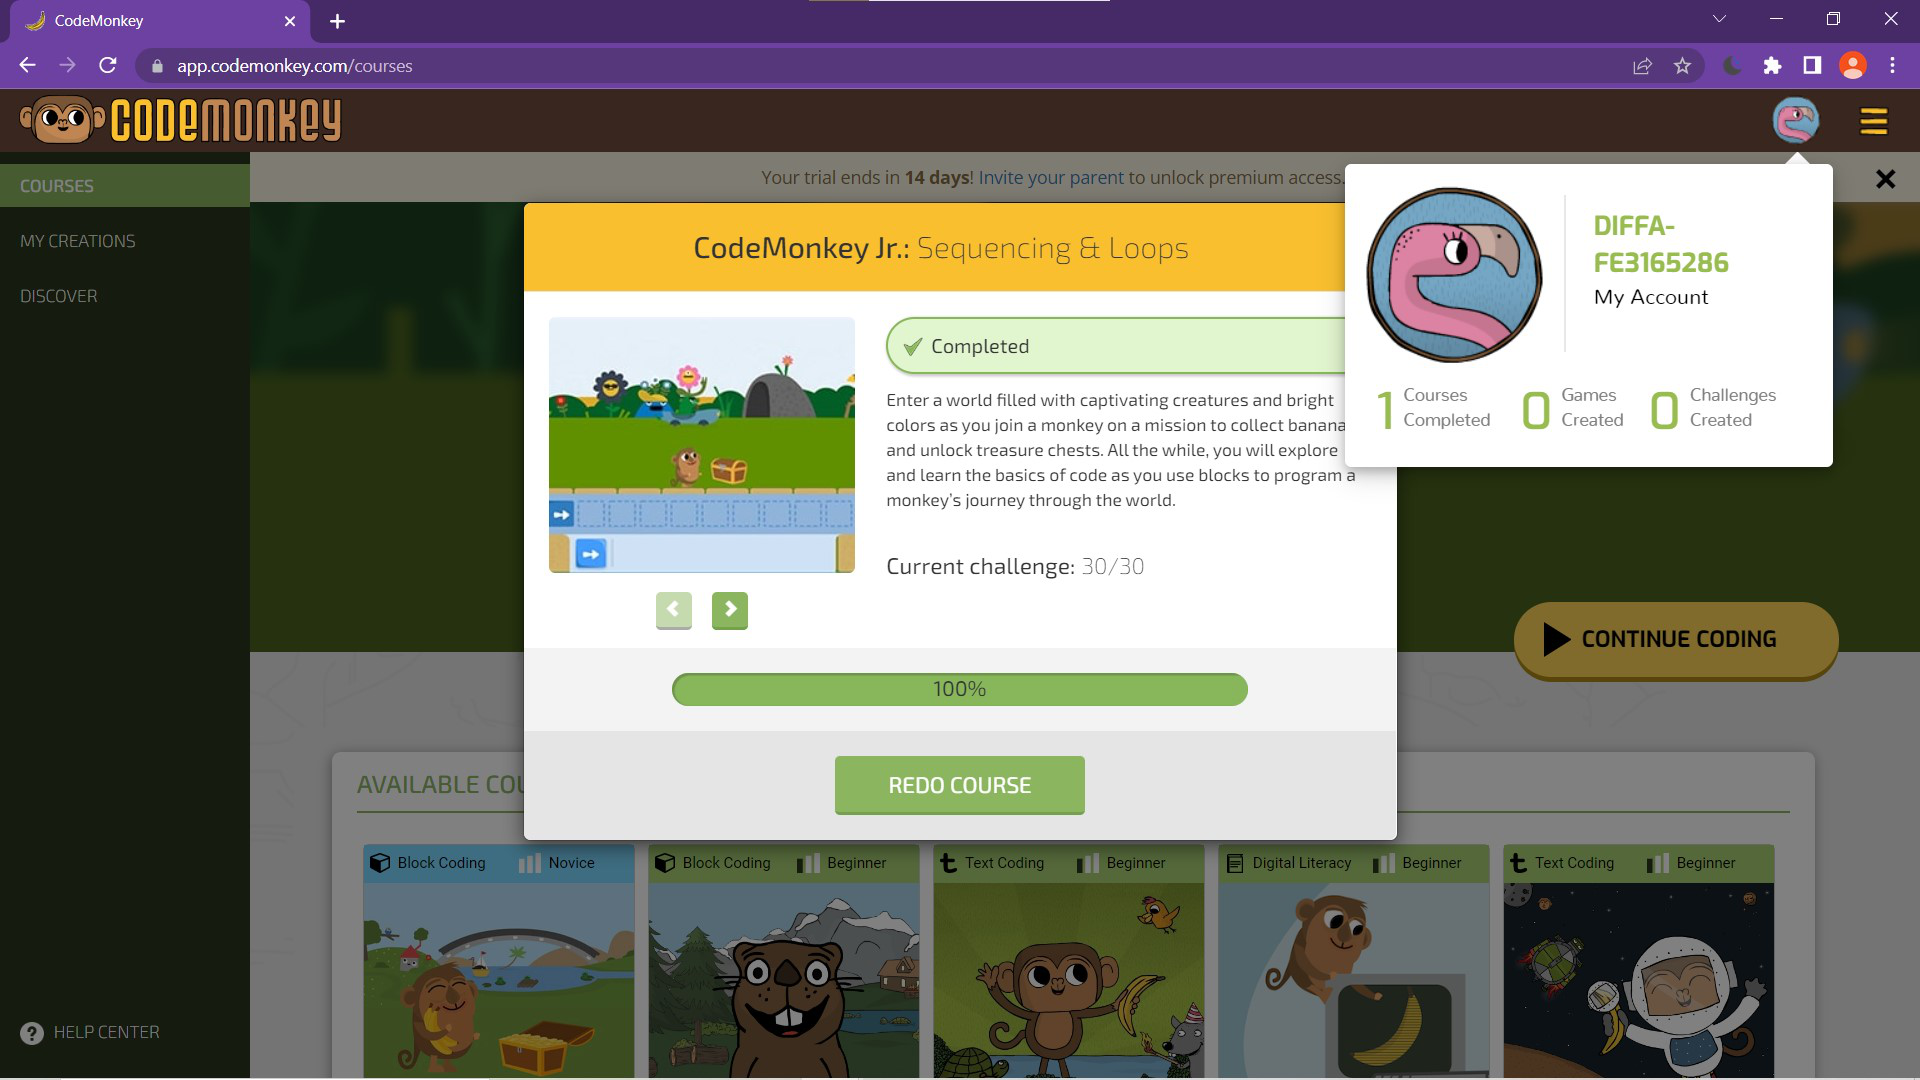 CodeMonkey
app.codemonkey.com/courses
CODEMONKEY
COURSES
MY CREATIONS
DISCOVER
HELP CENTER
Your trial ends in 14 days! Invite your parent to unlock premium access.
CodeMonkey Jr.: Sequencing & Loops
Completed
Enter a world filled with captivating creatures and bright
colors as you join a monkey on a mission to collect banana
and unlock treasure chests. All the while, you will explore
and learn the basics of code as you use blocks to program a
monkey's journey through the world.
Current challenge: 30/30
100%
REDO COURSE
DIFFA-
FE3165286
My Account
1 Courses Completed
0 Games Created
0 Challenges Created
CONTINUE CODING
AVAILABLE COU
Block Coding Novice
Block Coding Beginner
Text Coding Beginner
Digital Literacy Beginner
Text Coding Beginner